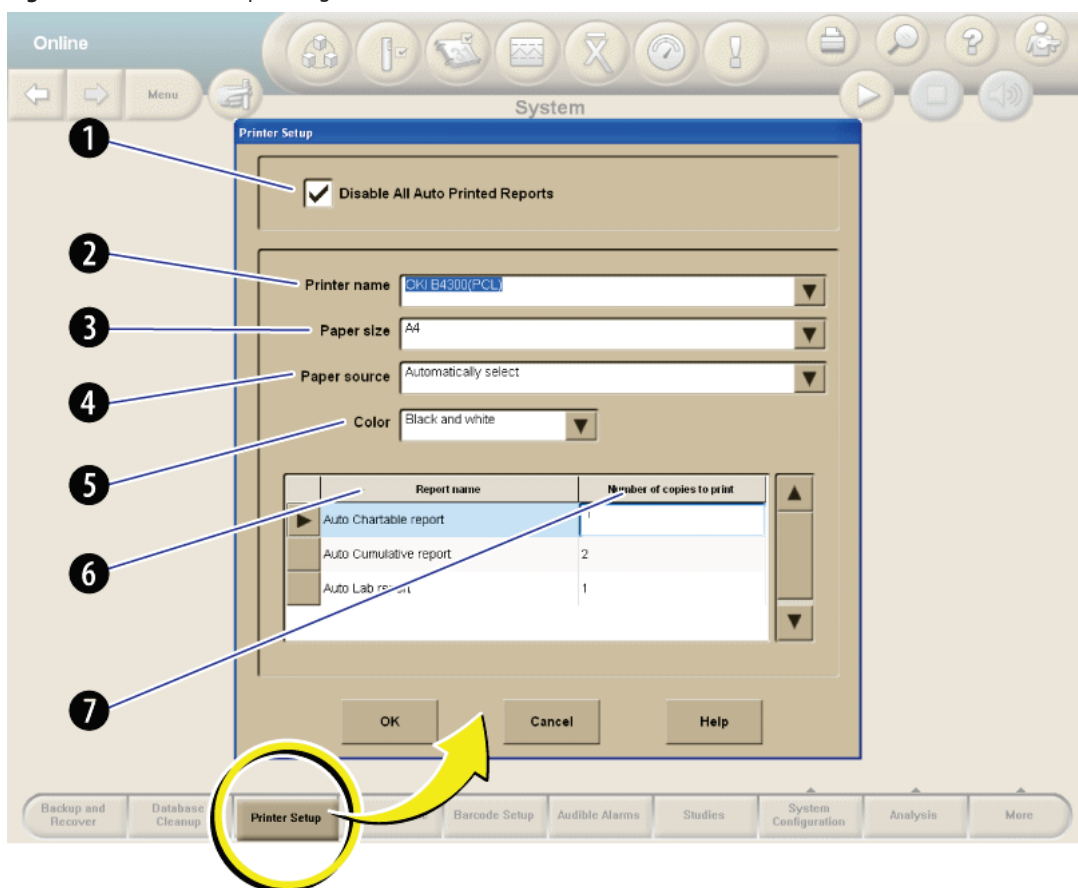 Online
Menu
System
Printer Setup
1
Disable All Auto Printed Reports
2
Printer name OKI B4300(PCL)
3
Paper size A4
4
Paper source Automatically select
Color Black and white
5
Report name Number of copies to print
Auto Chartable report
6
Auto Cumulative report 2
Auto Lab report 1
7
OK Cancel Help
Backup and Recover
Database Cleanup
Printer Setup
Barcode Setup
Audible Alarms
Studies
System Configuration
Analysis
More